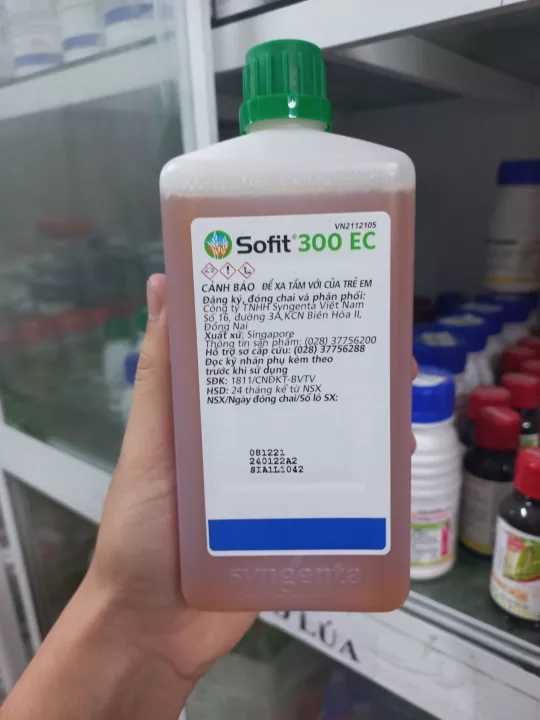 VN2112105
Sofit® 300 EC
CẢNH BÁO ĐỂ XA TẦM VỚI CỦA TRẺ EM
Đăng ký, đóng chai và phân phối:
Công ty TNHH Syngenta Việt Nam
Số 16, đường 3A,KCN Biên Hòa II,
Đồng Nai
Xuất xứ: Singapore
Thông tin sản phẩm: (028) 37756200
Hỗ trợ sơ cấp cứu: (028) 37756288
Đọc kỹ nhãn phụ kèm theo
trước khi sử dụng
SĐK: 1811/CNĐKT-BVTV
HSD: 24 tháng kể từ NSX
NSX/Ngày đóng chai/Số lô SX:
081221
240122A2
SIA1L1042
syngenta
LÚA